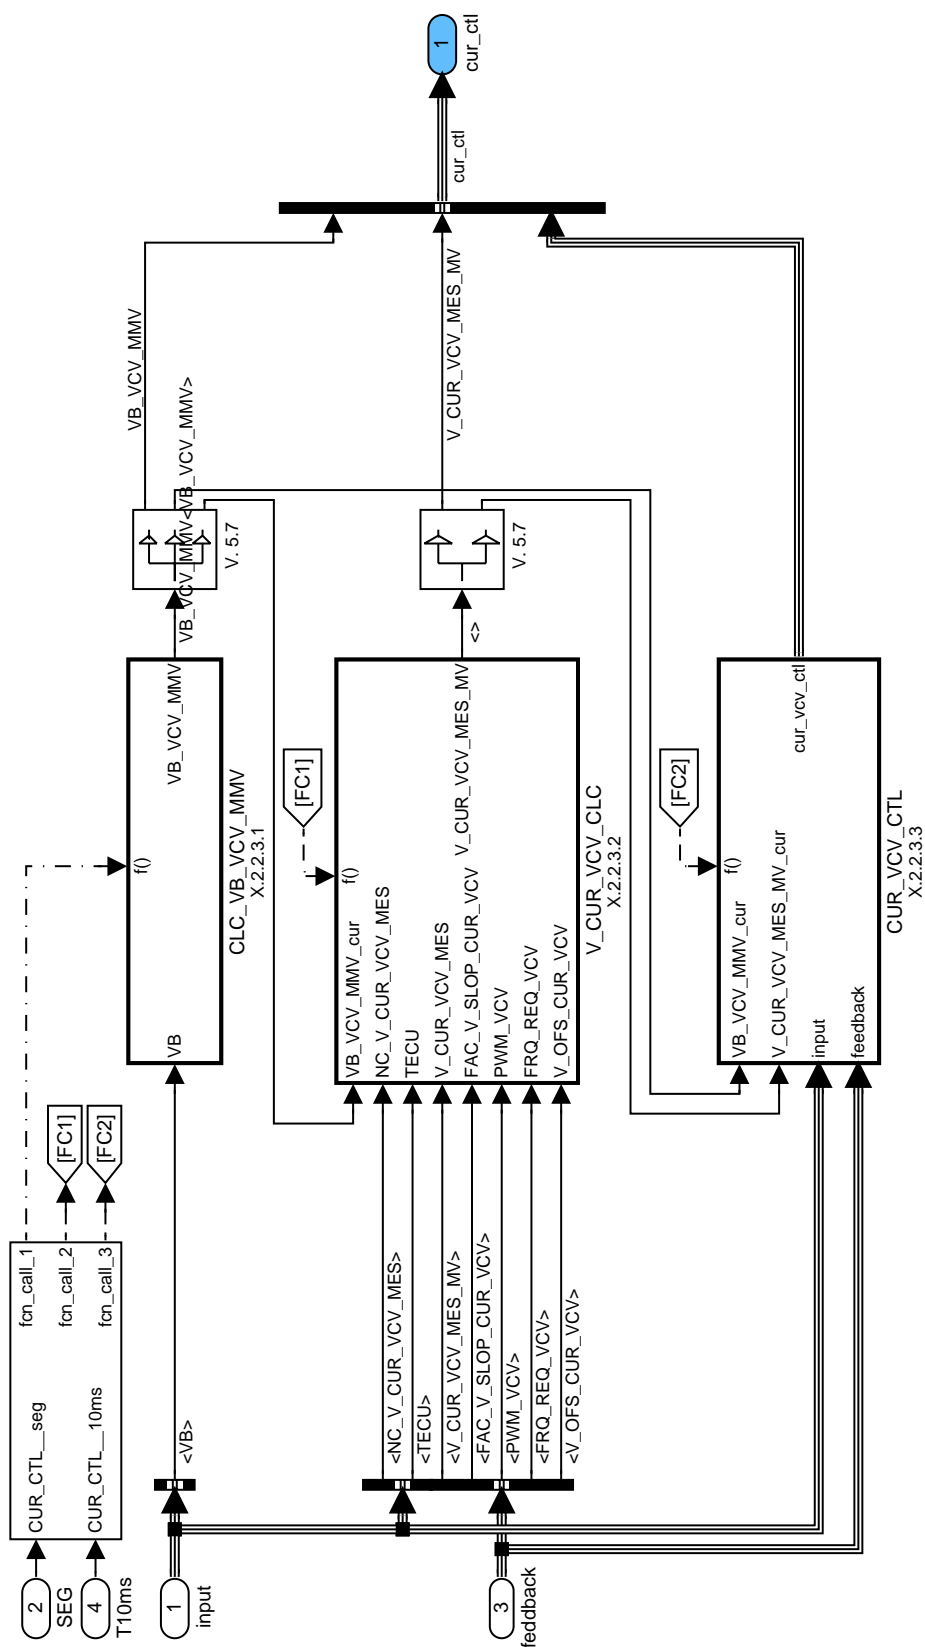 2
SEG
4
T10ms
CUR_CTL__seg
CUR_CTL__10ms
fcn_call_1
fcn_call_2
fcn_call_3
[FC1]
[FC2]
1
input
<VB>
VB
f()
VB_VCV_MMV
CLC_VB_VCV_MMV
X.2.2.3.1
VB_VCV_MMV
<VB_VCV_MMV>
V. 5.7
VB_VCV_MMV
3
feddback
<NC_V_CUR_VCV_MES>
<TECU>
<V_CUR_VCV_MES_MV>
<FAC_V_SLOP_CUR_VCV>
<PWM_VCV>
<FRQ_REQ_VCV>
<V_OFS_CUR_VCV>
[FC1]
f()
VB_VCV_MMV_cur
NC_V_CUR_VCV_MES
TECU
V_CUR_VCV_MES
FAC_V_SLOP_CUR_VCV
PWM_VCV
FRQ_REQ_VCV
V_OFS_CUR_VCV
V_CUR_VCV_MES_MV
V_CUR_VCV_CLC
X.2.2.3.2
<>
V. 5.7
V_CUR_VCV_MES_MV
[FC2]
f()
VB_VCV_MMV_cur
V_CUR_VCV_MES_MV_cur
input
feedback
cur_vcv_ctl
CUR_VCV_CTL
X.2.2.3.3
cur_ctl
1
cur_ctl